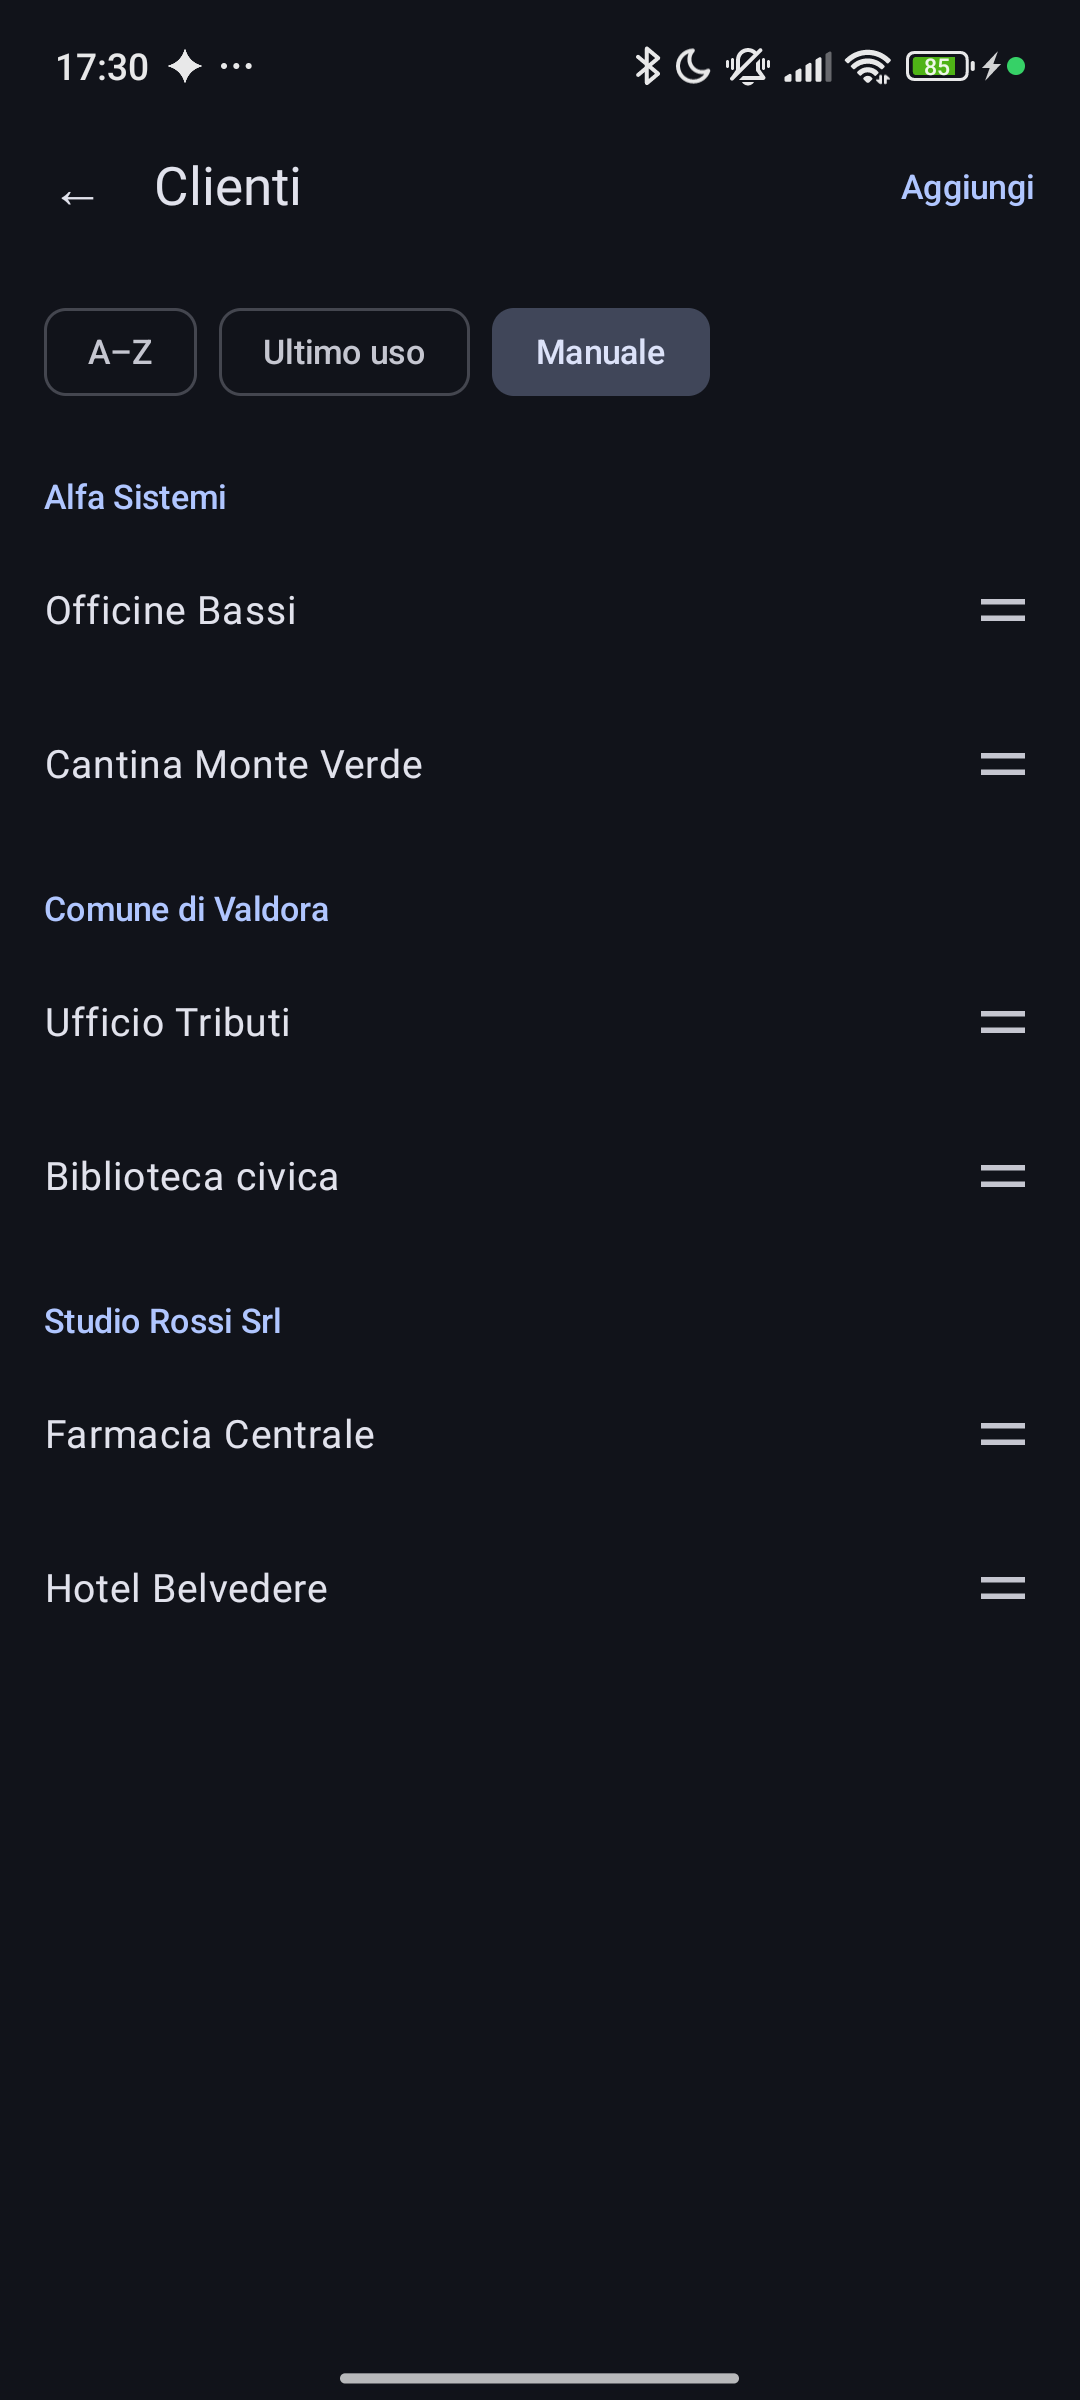 17:30
85
Clienti
Aggiungi
A–Z
Ultimo uso
Manuale
Alfa Sistemi
Officine Bassi
Cantina Monte Verde
Comune di Valdora
Ufficio Tributi
Biblioteca civica
Studio Rossi Srl
Farmacia Centrale
Hotel Belvedere